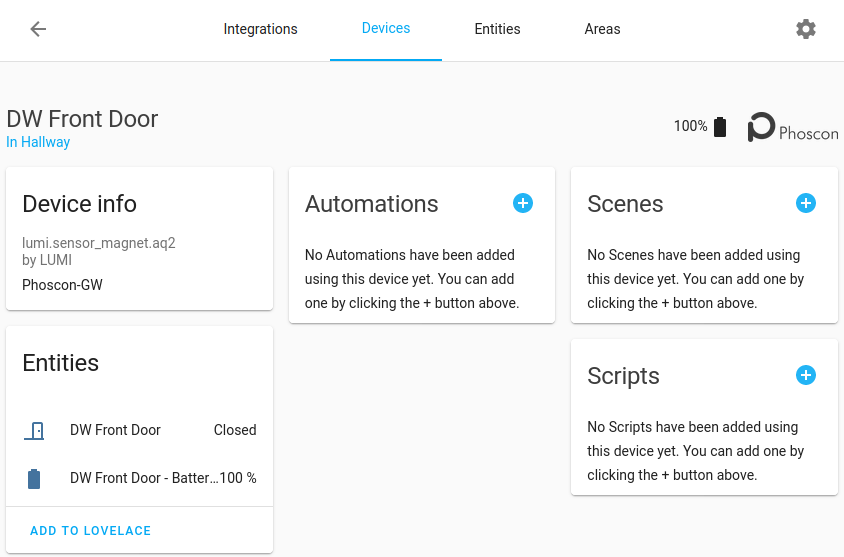 Integrations
Devices
Entities
Areas
DW Front Door
In Hallway
100%
Phoscon
Device info
lumi.sensor_magnet.aq2
by LUMI
Phoscon-GW
Automations
No Automations have been added
using this device yet. You can add
one by clicking the + button above.
Scenes
No Scenes have been added using
this device yet. You can add one by
clicking the + button above.
Entities
DW Front Door Closed
DW Front Door - Batter... 100 %
ADD TO LOVELACE
Scripts
No Scripts have been added using
this device yet. You can add one by
clicking the + button above.